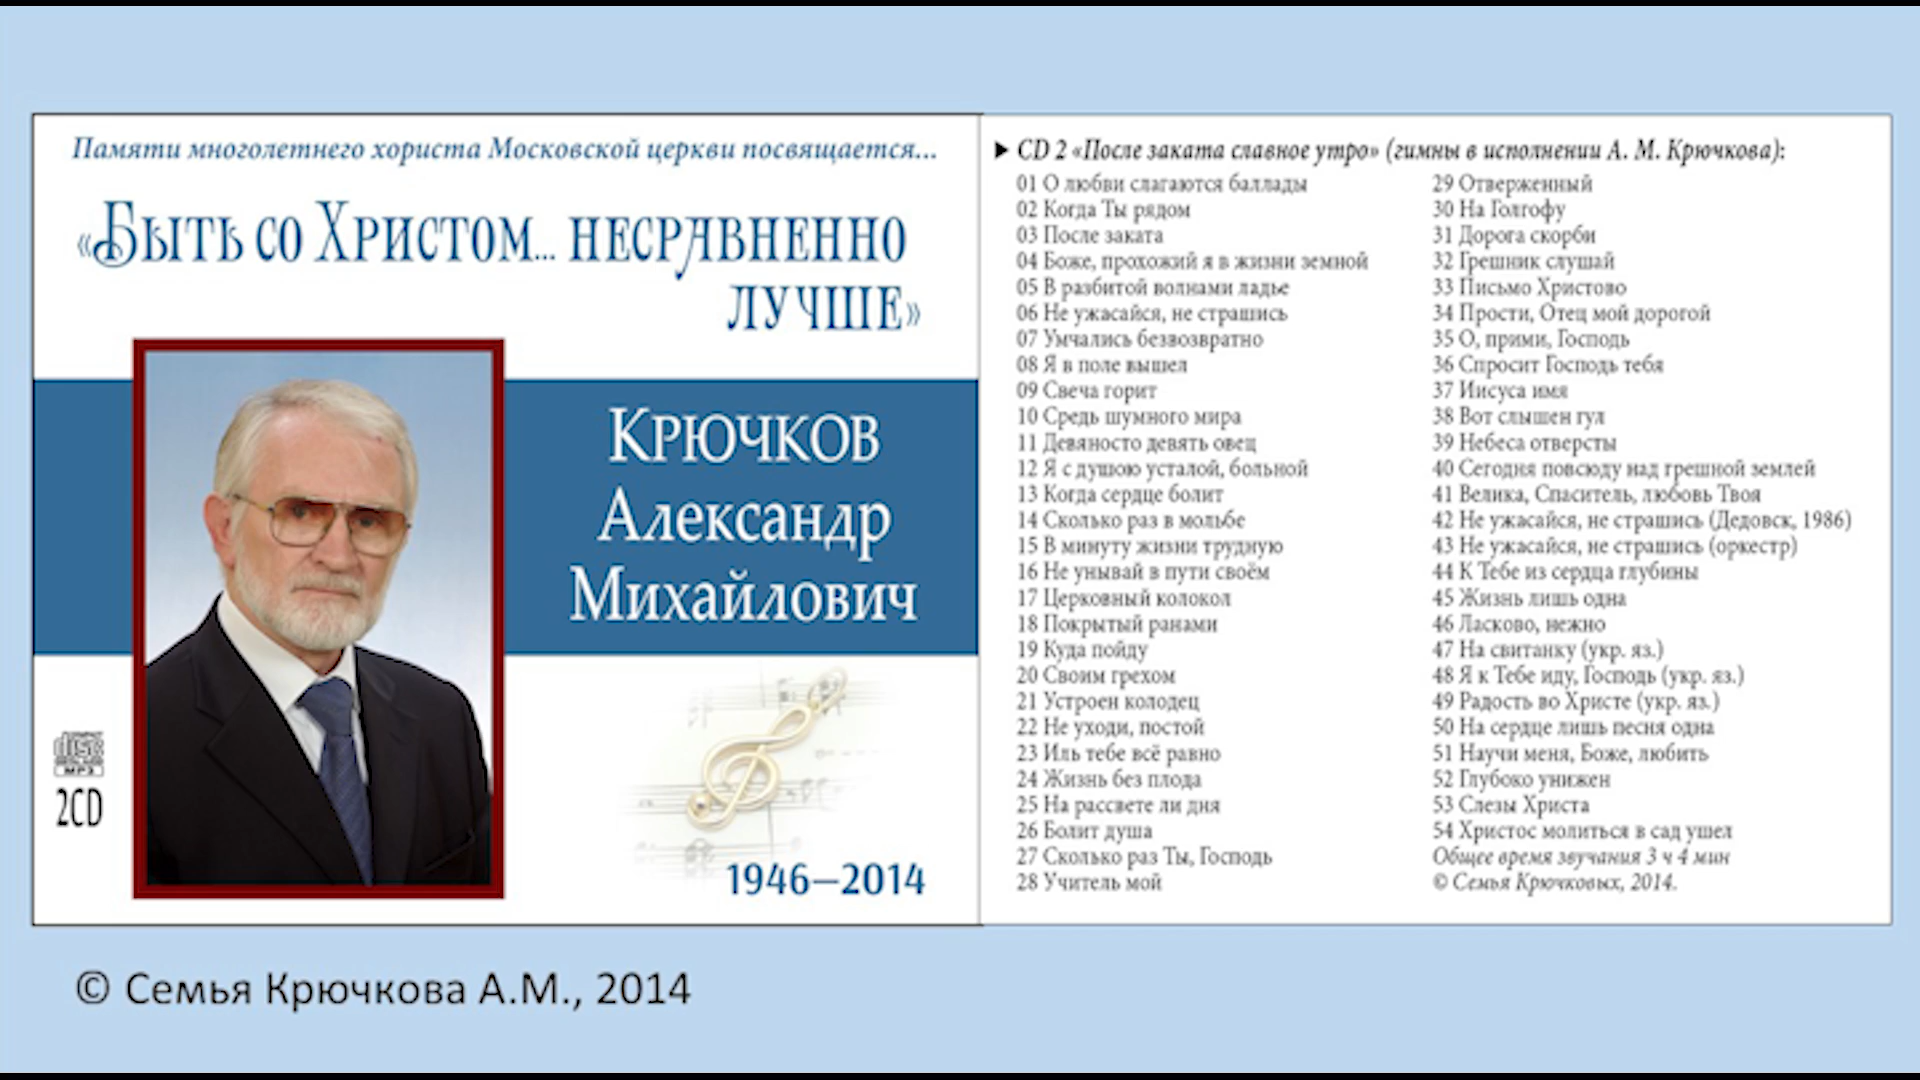 Памяти многолетнего хориста Московской церкви посвящается...
«Быть со Христом... несравненно
лучше»
Крючков
Александр
Михайлович
disc
MP3
2CD
1946–2014
▶ CD 2 «После заката славное утро» (гимны в исполнении А. М. Крючкова):
01 О любви слагаются баллады
02 Когда Ты рядом
03 После заката
04 Боже, прохожий я в жизни земной
05 В разбитой волнами ладье
06 Не ужасайся, не страшись
07 Умчались безвозвратно
08 Я в поле вышел
09 Свеча горит
10 Средь шумного мира
11 Девяносто девять овец
12 Я с душою усталой, больной
13 Когда сердце болит
14 Сколько раз в мольбе
15 В минуту жизни трудную
16 Не унывай в пути своём
17 Церковный колокол
18 Покрытый ранами
19 Куда пойду
20 Своим грехом
21 Устроен колодец
22 Не уходи, постой
23 Иль тебе всё равно
24 Жизнь без плода
25 На рассвете ли дня
26 Болит душа
27 Сколько раз Ты, Господь
28 Учитель мой
29 Отверженный
30 На Голгофу
31 Дорога скорби
32 Грешник слушай
33 Письмо Христово
34 Прости, Отец мой дорогой
35 О, прими, Господь
36 Спросит Господь тебя
37 Иисуса имя
38 Вот слышен гул
39 Небеса отверсты
40 Сегодня повсюду над грешной землей
41 Велика, Спаситель, любовь Твоя
42 Не ужасайся, не страшись (Дедовск, 1986)
43 Не ужасайся, не страшись (оркестр)
44 К Тебе из сердца глубины
45 Жизнь лишь одна
46 Ласково, нежно
47 На свитанку (укр. яз.)
48 Я к Тебе иду, Господь (укр. яз.)
49 Радость во Христе (укр. яз.)
50 На сердце лишь песня одна
51 Научи меня, Боже, любить
52 Глубоко унижен
53 Слезы Христа
54 Христос молиться в сад ушел
Общее время звучания 3 ч 4 мин
© Семья Крючковых, 2014.
© Семья Крючкова А.М., 2014